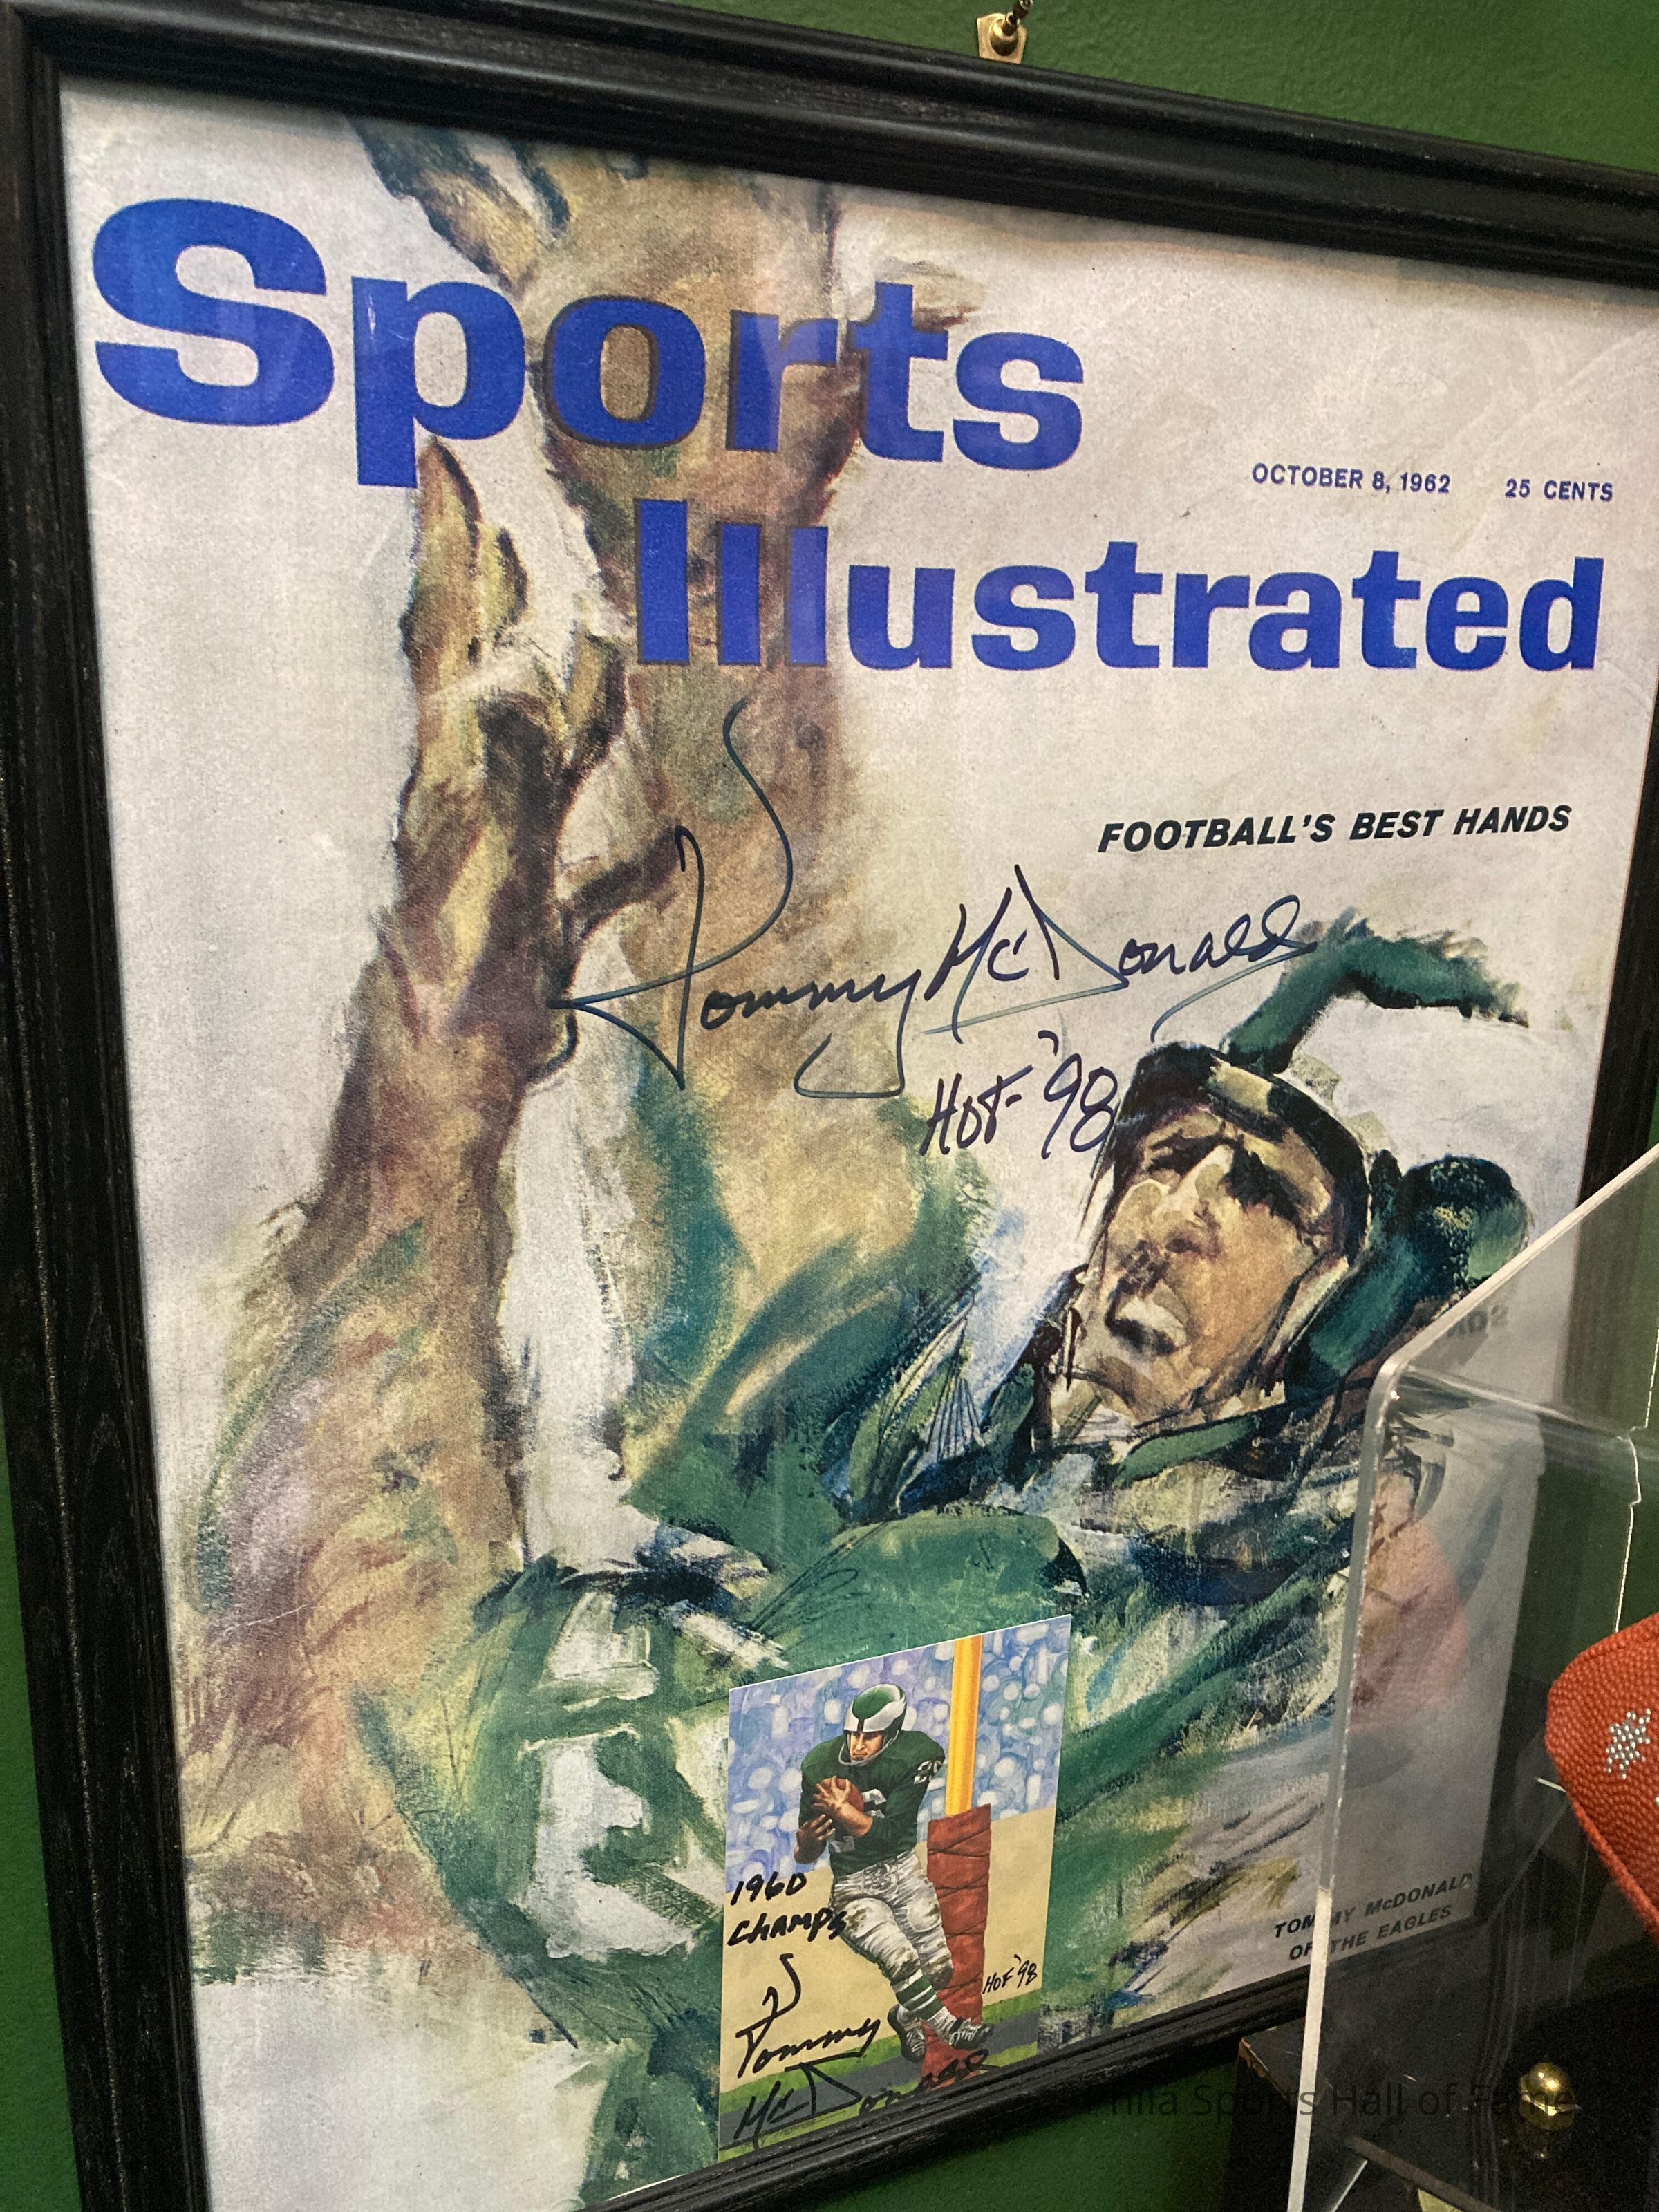 Sports
Illustrated
OCTOBER 8, 1962 25 CENTS
FOOTBALL'S BEST HANDS
Tommy McDonald
HOF '98
1960
CHAMPS
HOF '98
Tommy
McDonald
TOMMY McDONALD
OF THE EAGLES
Phila Sports Hall of Fame